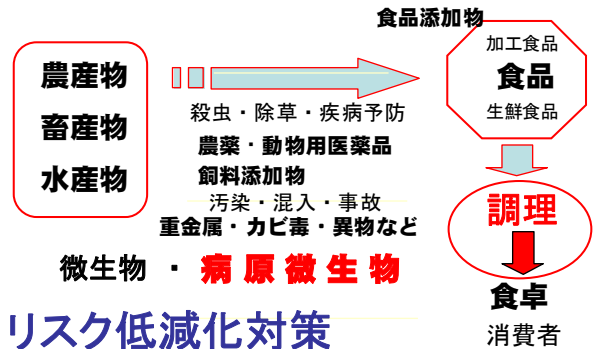 農産物
畜産物
水産物
殺虫・除草・疾病予防
農薬・動物用医薬品
飼料添加物
汚染・混入・事故
重金属・カビ毒・異物など
微生物 ・ 病原微生物
食品添加物
加工食品
食品
生鮮食品
調理
食卓
消費者
リスク低減化対策